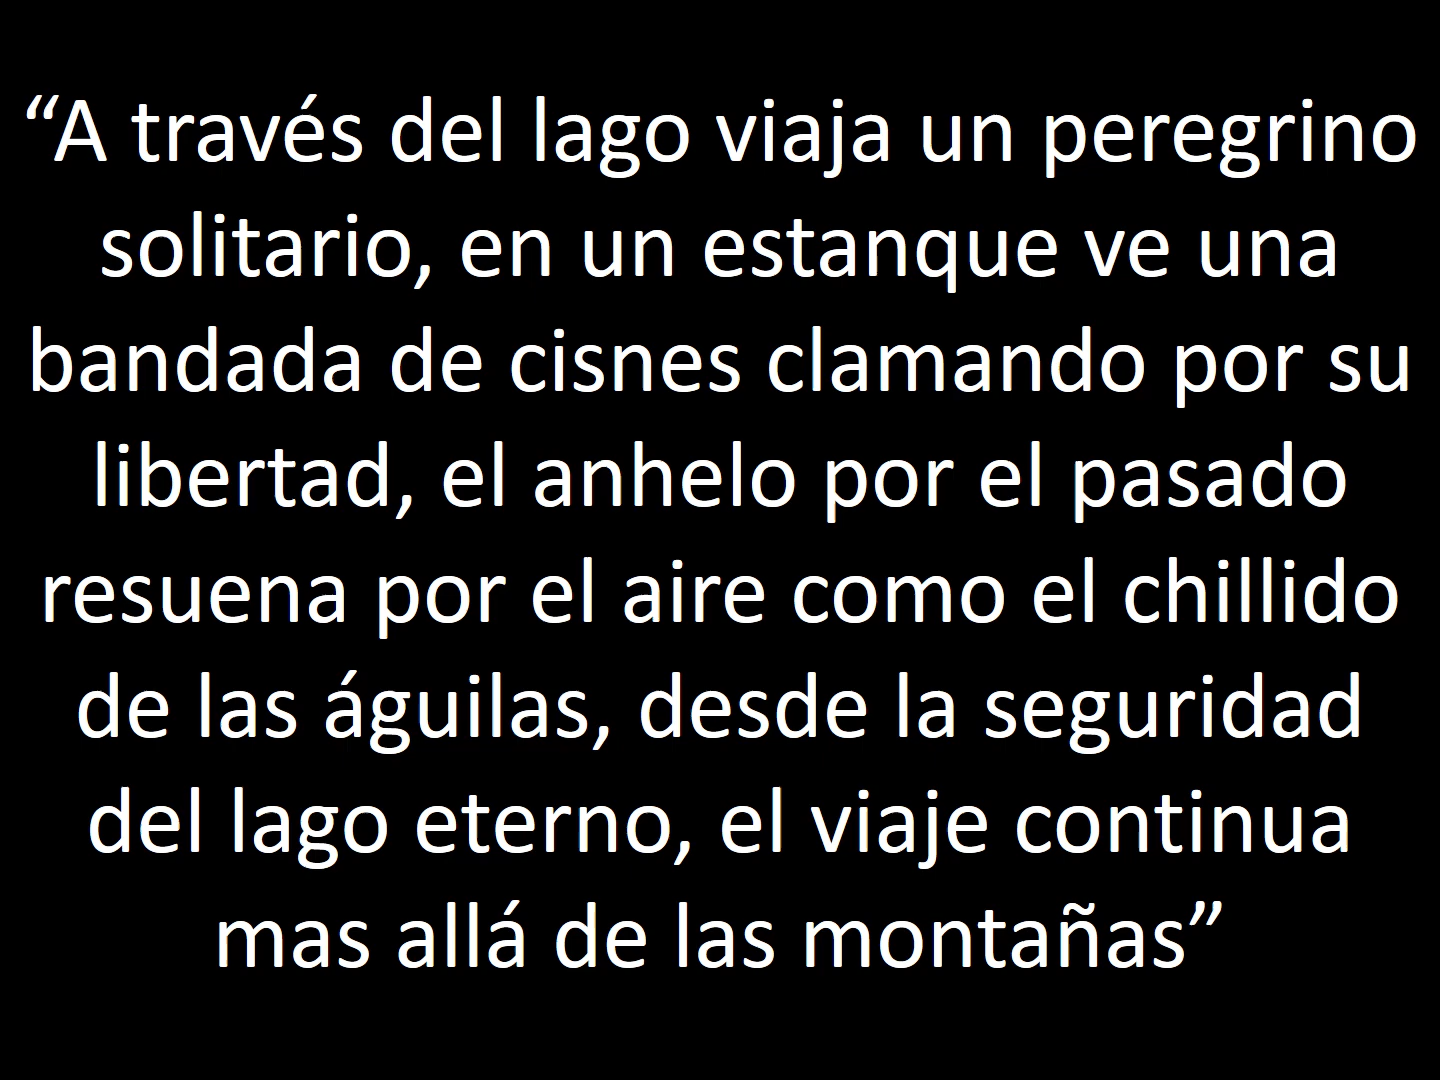 “A través del lago viaja un peregrino
solitario, en un estanque ve una
bandada de cisnes clamando por su
libertad, el anhelo por el pasado
resuena por el aire como el chillido
de las águilas, desde la seguridad
del lago eterno, el viaje continua
mas allá de las montañas”